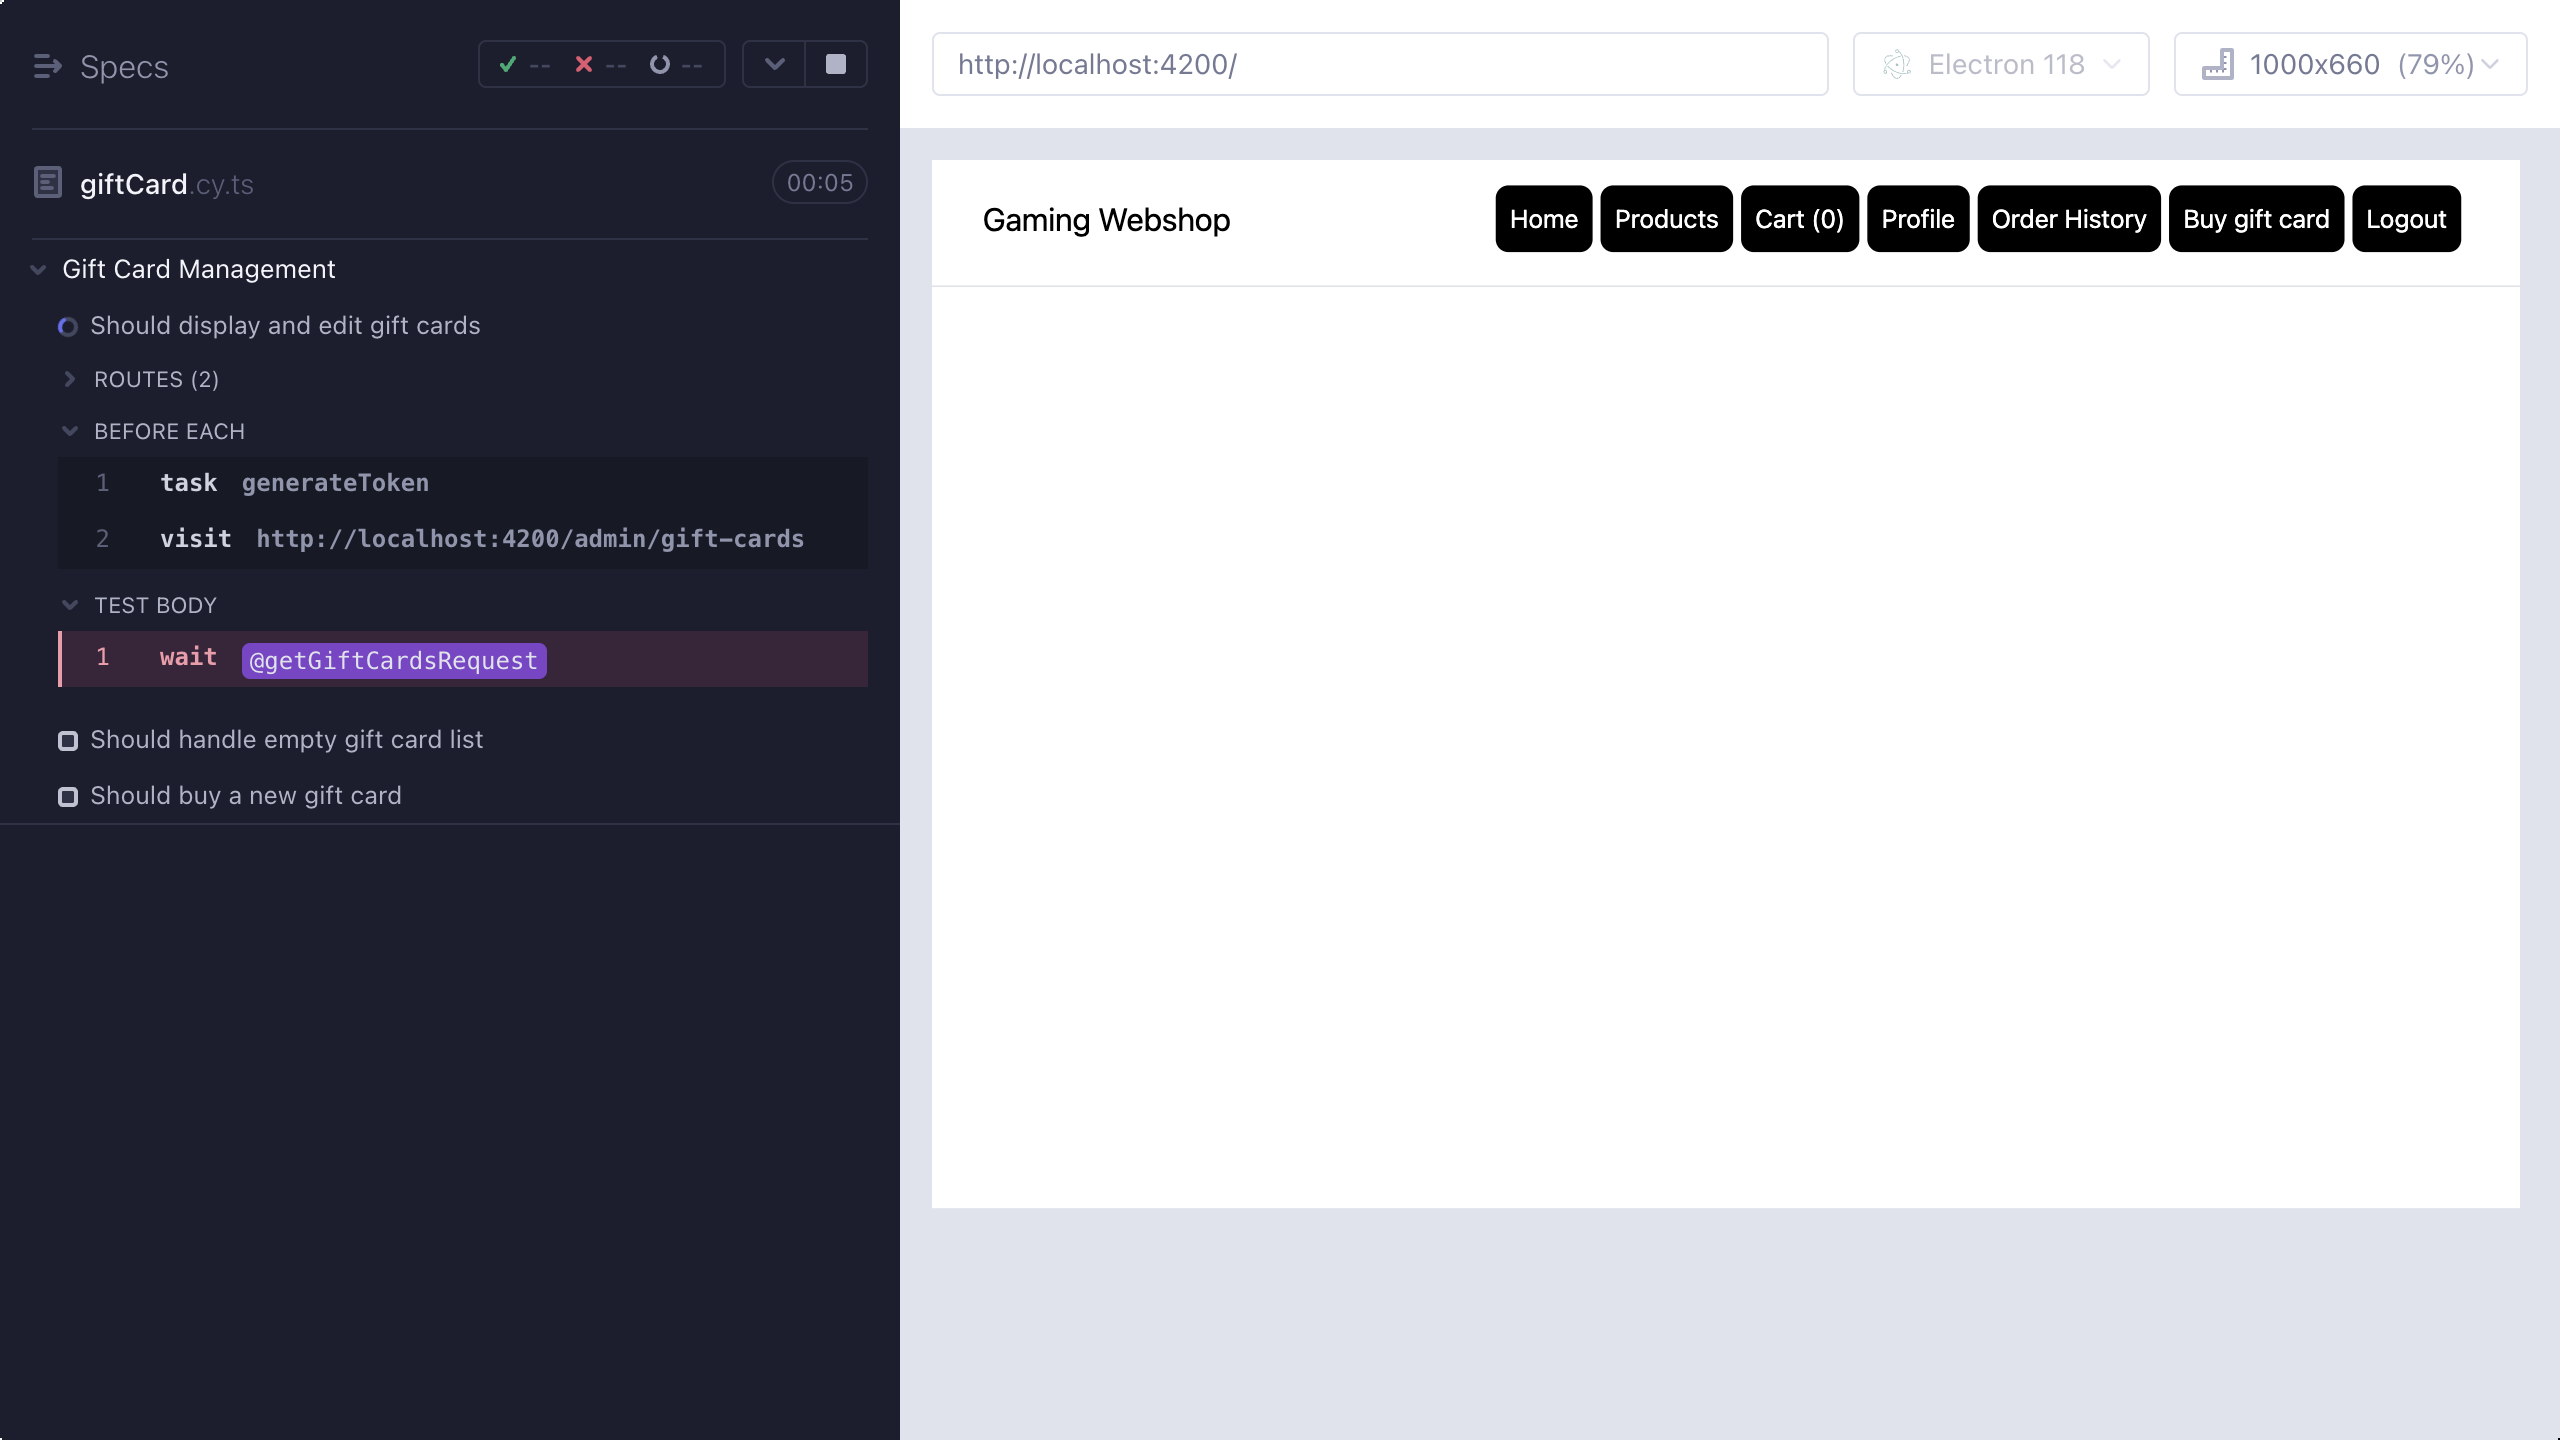 Specs
-- -- --
giftCard.cy.ts
00:05
Gift Card Management
Should display and edit gift cards
ROUTES (2)
BEFORE EACH
1 task generateToken
2 visit http://localhost:4200/admin/gift-cards
TEST BODY
1 wait @getGiftCardsRequest
Should handle empty gift card list
Should buy a new gift card
http://localhost:4200/
Electron 118
1000x660 (79%)
Gaming Webshop
Home
Products
Cart (0)
Profile
Order History
Buy gift card
Logout